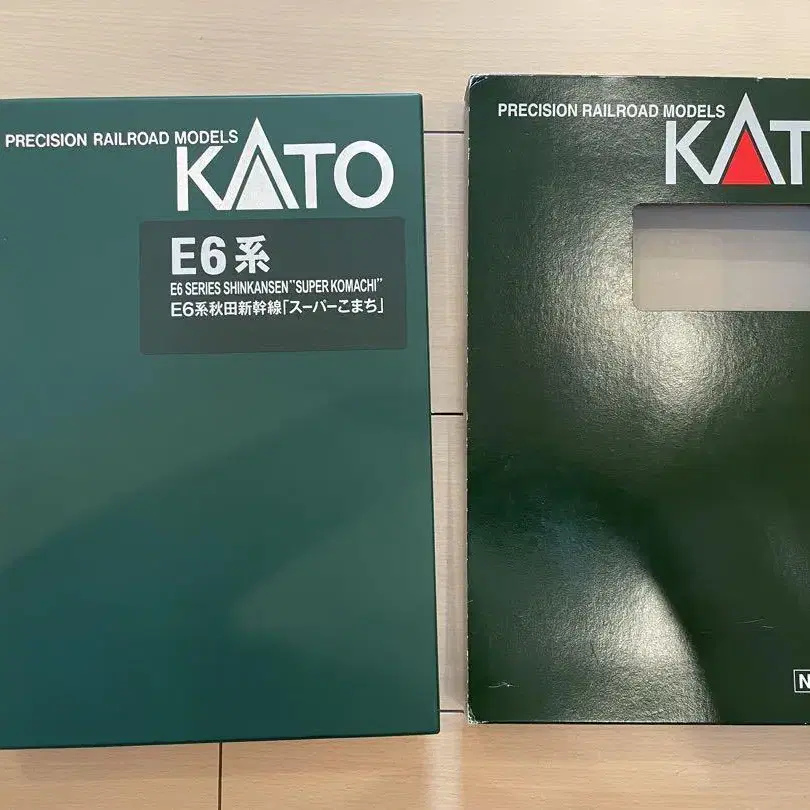 PRECISION RAILROAD MODELS
KATO
E6系
E6 SERIES SHINKANSEN "SUPER KOMACHI"
E6系秋田新幹線「スーパーこまち」
PRECISION RAILROAD MODELS
KAT
N